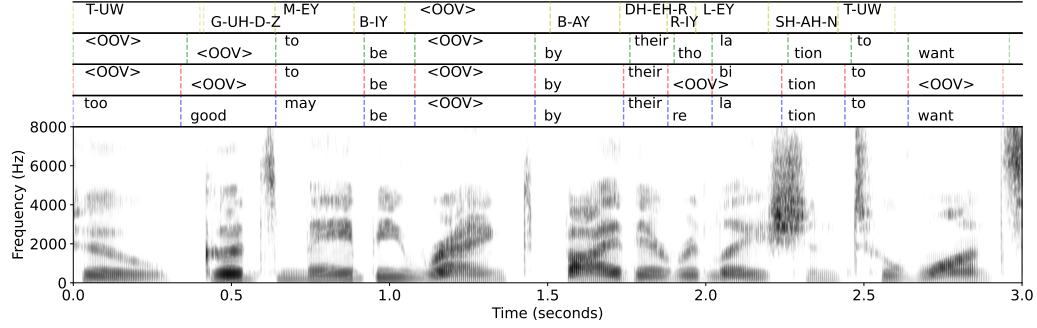 T-UW M-EY <OOV> DH-EH-R L-EY T-UW
G-UH-D-Z B-IY B-AY R-IY SH-AH-N
<OOV> to <OOV> their la to
<OOV> be by tho tion want
<OOV> to <OOV> their bi to
<OOV> be by <OOV> tion <OOV>
too may <OOV> their la to
good be by re tion want
8000
6000
4000
2000
0
Frequency (Hz)
0.0 0.5 1.0 1.5 2.0 2.5 3.0
Time (seconds)